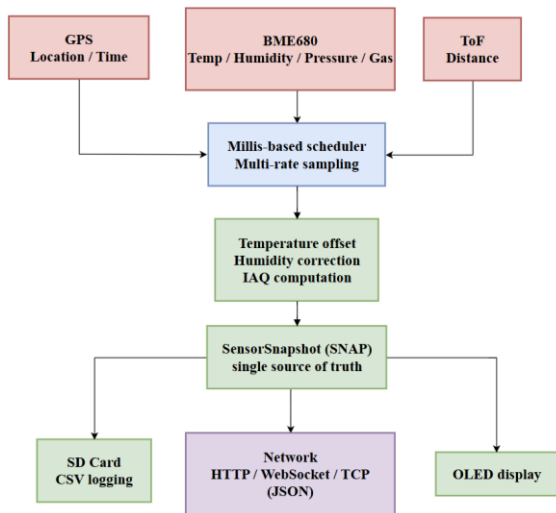 GPS
Location / Time
BME680
Temp / Humidity / Pressure / Gas
ToF
Distance
Millis-based scheduler
Multi-rate sampling
Temperature offset
Humidity correction
IAQ computation
SensorSnapshot (SNAP)
single source of truth
SD Card
CSV logging
Network
HTTP / WebSocket / TCP
(JSON)
OLED display